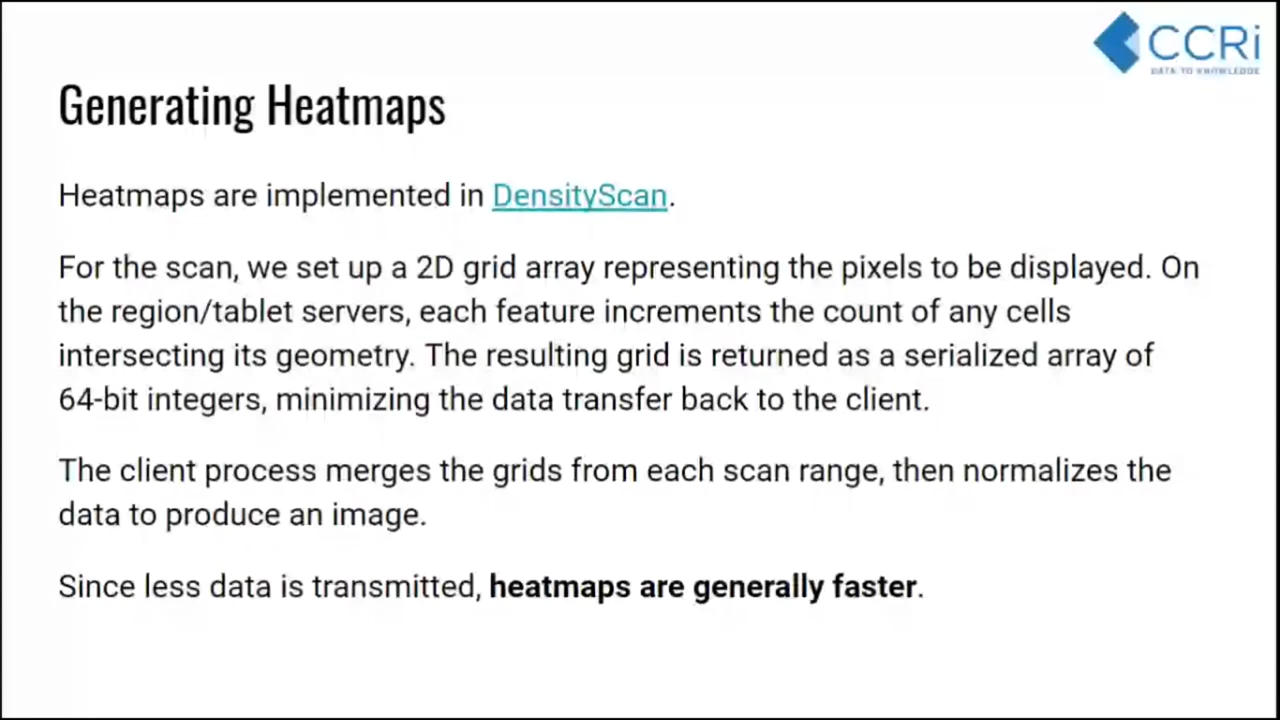 CCRi
DATA TO KNOWLEDGE
Generating Heatmaps
Heatmaps are implemented in DensityScan.
For the scan, we set up a 2D grid array representing the pixels to be displayed. On
the region/tablet servers, each feature increments the count of any cells
intersecting its geometry. The resulting grid is returned as a serialized array of
64-bit integers, minimizing the data transfer back to the client.
The client process merges the grids from each scan range, then normalizes the
data to produce an image.
Since less data is transmitted, heatmaps are generally faster.